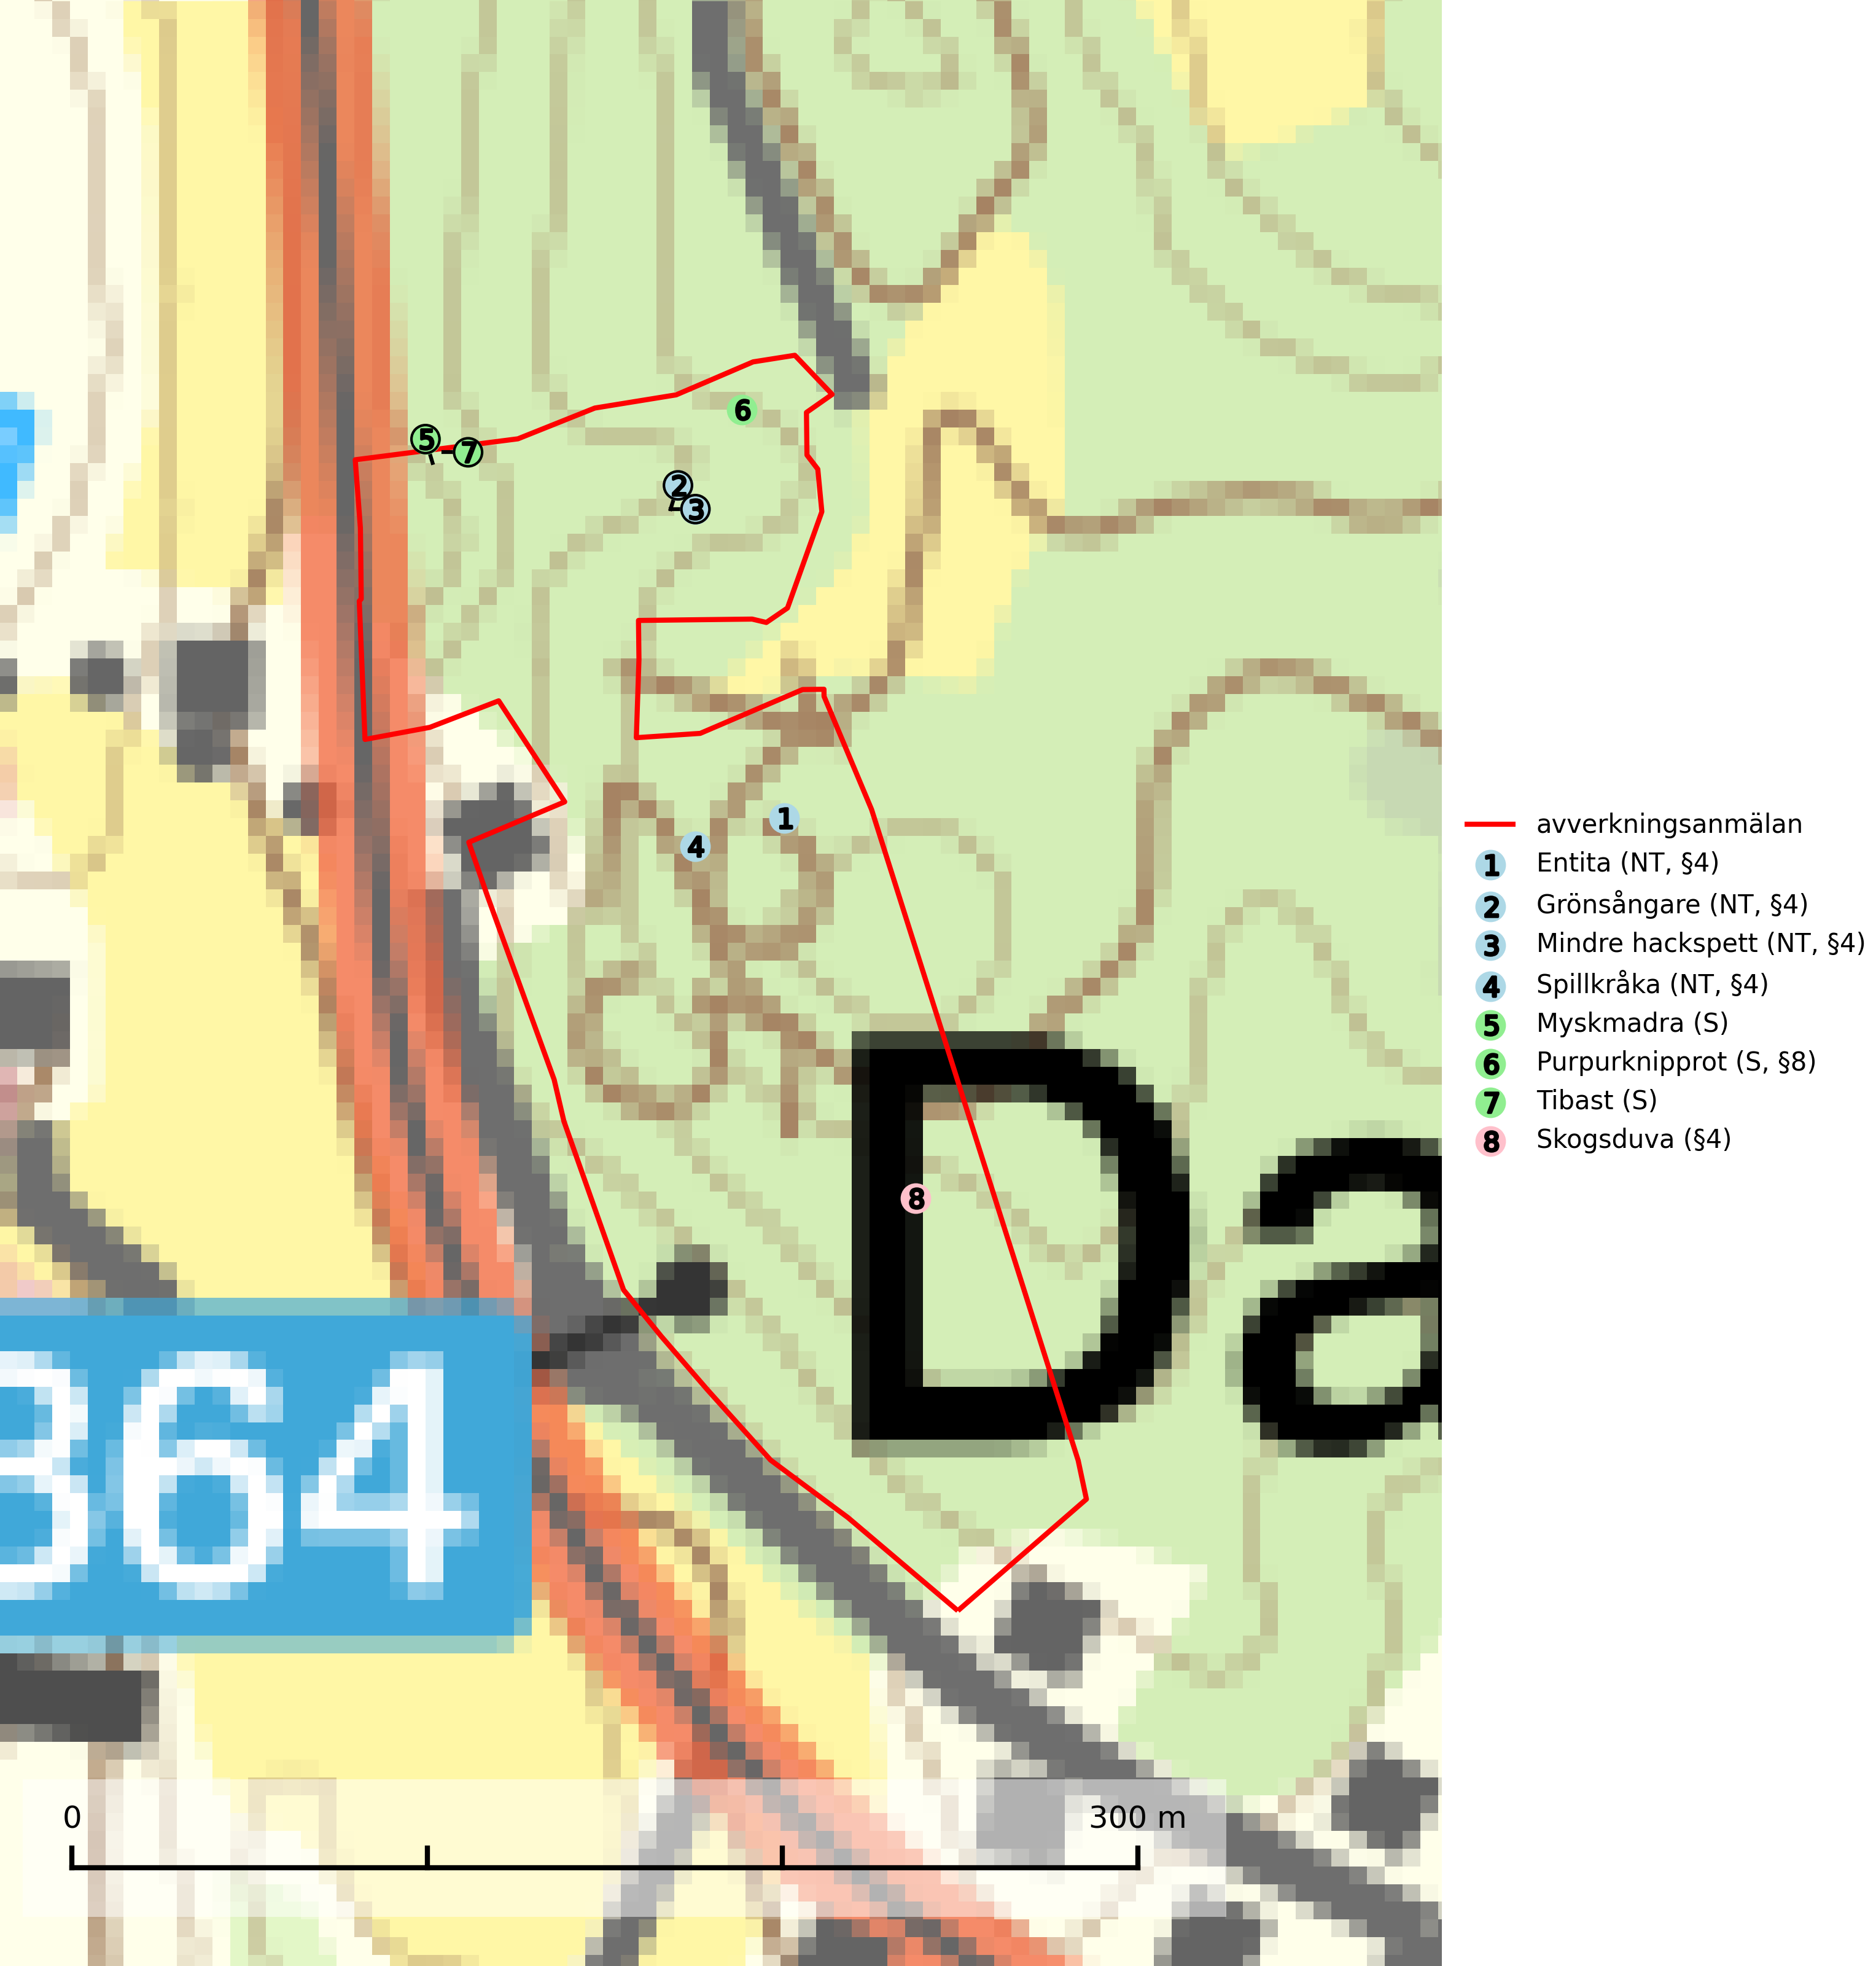 6
5
7
2
3
1
4
Da
8
364
0
300 m
avverkningsanmälan
1 Entita (NT, §4)
2 Grönsångare (NT, §4)
3 Mindre hackspett (NT, §4)
4 Spillkråka (NT, §4)
5 Myskmadra (S)
6 Purpurknipprot (S, §8)
7 Tibast (S)
8 Skogsduva (§4)